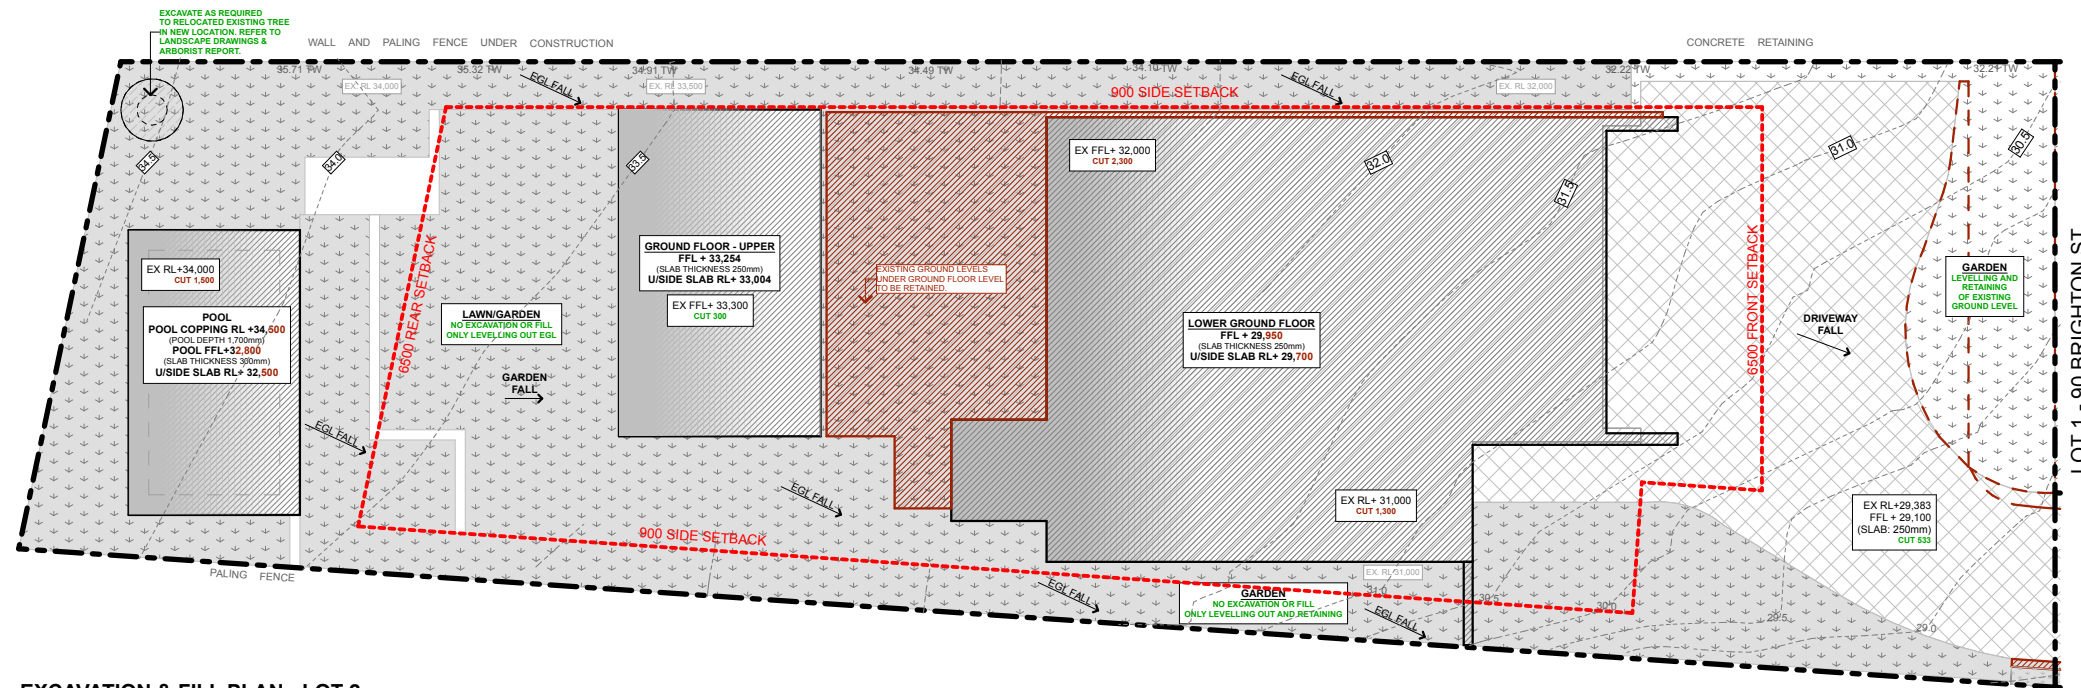 EXCAVATE AS REQUIRED
TO RELOCATED EXISTING TREE
IN NEW LOCATION. REFER TO
LANDSCAPE DRAWINGS &
ARBORIST REPORT.
WALL AND PALING FENCE UNDER CONSTRUCTION
CONCRETE RETAINING
35.71 TW
35.32 TW
34.91 TW
34.49 TW
34.10 TW
32.22 TW
32.21 TW
EX. RL 34,000
EGL FALL
EX. RL 33,500
900 SIDE SETBACK
EGL FALL
EX. RL 32,000
34.5
34.0
33.5
32.0
31.5
31.0
30.5
EX FFL+ 32,000
CUT 2,300
EX RL+34,000
CUT 1,500
POOL
POOL COPPING RL +34,500
(POOL DEPTH 1,700mm)
POOL FFL+32,800
(SLAB THICKNESS 300mm)
U/SIDE SLAB RL+ 32,500
6500 REAR SETBACK
LAWN/GARDEN
NO EXCAVATION OR FILL
ONLY LEVELLING OUT EGL
GARDEN
FALL
EGL FALL
GROUND FLOOR - UPPER
FFL + 33,254
(SLAB THICKNESS 250mm)
U/SIDE SLAB RL+ 33,004
EX FFL+ 33,300
CUT 300
EXISTING GROUND LEVELS
UNDER GROUND FLOOR LEVEL
TO BE RETAINED.
LOWER GROUND FLOOR
FFL + 29,950
(SLAB THICKNESS 250mm)
U/SIDE SLAB RL+ 29,700
6500 FRONT SETBACK
DRIVEWAY
FALL
GARDEN
LEVELLING AND
RETAINING
OF EXISTING
GROUND LEVEL
LOT 1 - 90 BRIGHTON ST
EGL FALL
EX RL+ 31,000
CUT 1,300
EX RL+29,383
FFL + 29,100
(SLAB: 250mm)
CUT 533
900 SIDE SETBACK
PALING FENCE
EGL FALL
EX. RL 31,000
31.0
30.5
30.0
29.5
29.0
GARDEN
NO EXCAVATION OR FILL
ONLY LEVELLING OUT AND RETAINING
EGL FALL
EXCAVATION & FILL PLAN - LOT 2